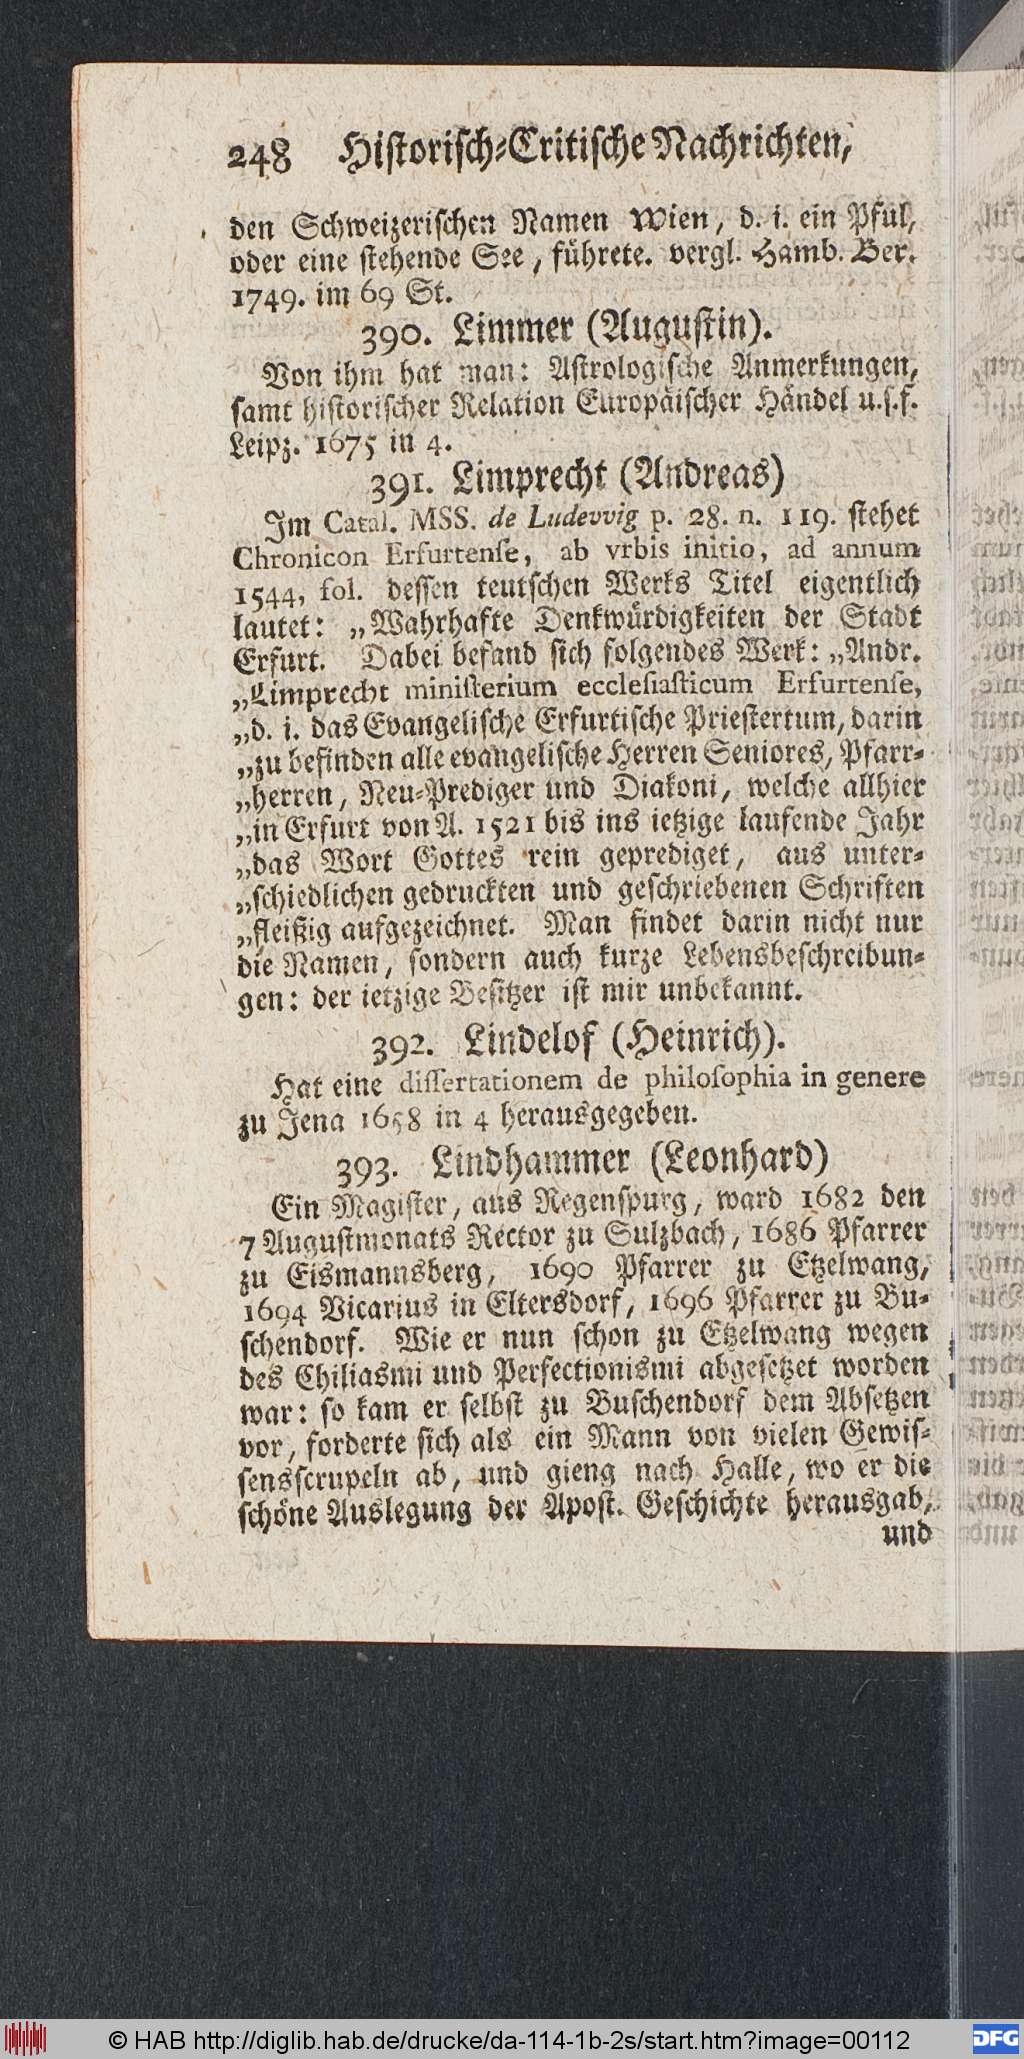 248 Historisch-Critische Nachrichten,
den Schweizerischen Namen Wien, d. i. ein Pful,
oder eine stehende See, führete. vergl. Hamb. Ber.
1749. im 69 St.
390. Limmer (Augustin).
Von ihm hat man: Astrologische Anmerkungen,
samt historischer Relation Europäischer Händel u.s.f.
Leipz. 1675 in 4.
391. Limprecht (Andreas)
Im Catal. MSS. de Ludevvig p. 28. n. 119. stehet
Chronicon Erfurtense, ab vrbis initio, ad annum
1544, fol. dessen teutschen Werks Titel eigentlich
lautet: „Wahrhafte Denkwürdigkeiten der Stadt
Erfurt. Dabei befand sich folgendes Werk: „Andr.
„Limprecht ministerium ecclesiasticum Erfurtense,
„d. i. das Evangelische Erfurtische Priestertum, darin
„zu befinden alle evangelische Herren Seniores, Pfarr-
„herren, Neu-Prediger und Diakoni, welche allhier
„in Erfurt von A. 1521 bis ins ietzige laufende Jahr
„das Wort Gottes rein geprediget, aus unter-
„schiedlichen gedruckten und geschriebenen Schriften
„fleißig aufgezeichnet. Man findet darin nicht nur
die Namen, sondern auch kurze Lebensbeschreibun-
gen: der ietzige Besitzer ist mir unbekannt.
392. Lindelof (Heinrich).
Hat eine dissertationem de philosophia in genere
zu Jena 1658 in 4 herausgegeben.
393. Lindhammer (Leonhard)
Ein Magister, aus Regenspurg, ward 1682 den
7 Augustmonats Rector zu Sulzbach, 1686 Pfarrer
zu Eismannsberg, 1690 Pfarrer zu Etzelwang,
1694 Vicarius in Eltersdorf, 1696 Pfarrer zu Bu-
schendorf. Wie er nun schon zu Etzelwang wegen
des Chiliasmi und Perfectionismi abgesetzet worden
war: so kam er selbst zu Buschendorf dem Absetzen
vor, forderte sich als ein Mann von vielen Gewis-
sensscrupeln ab, und gieng nach Halle, wo er die
schöne Auslegung der Apost. Geschichte herausgab,
und
© HAB http://diglib.hab.de/drucke/da-114-1b-2s/start.htm?image=00112
DFG